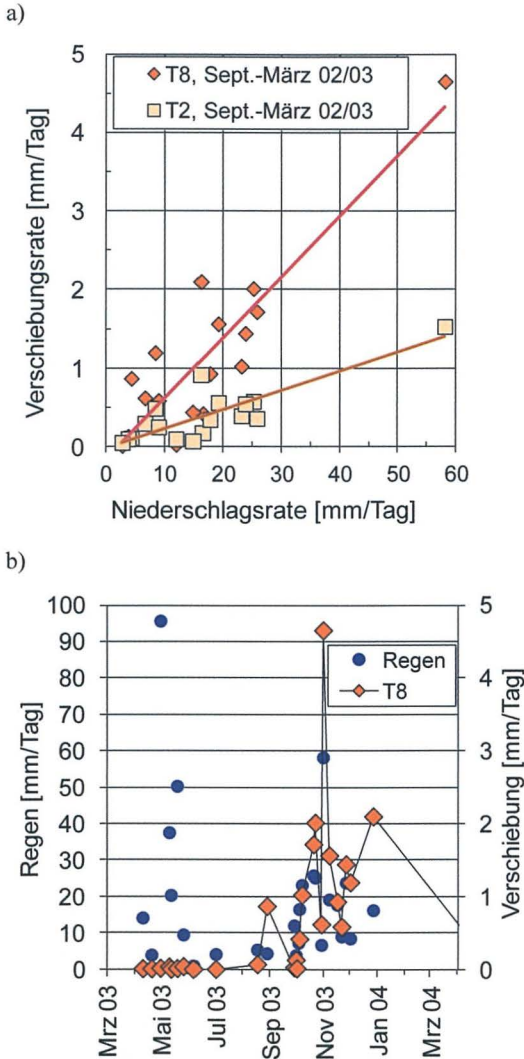 a)
T8, Sept.-März 02/03
T2, Sept.-März 02/03
Verschiebungsrate [mm/Tag]
5
4
3
2
1
0
0 10 20 30 40 50 60
Niederschlagsrate [mm/Tag]
b)
Regen [mm/Tag]
100
90
80
70
60
50
40
30
20
10
0
Regen
T8
5
4
3
2
1
0
Verschiebung [mm/Tag]
Mrz 03 Mai 03 Jul 03 Sep 03 Nov 03 Jan 04 Mrz 04